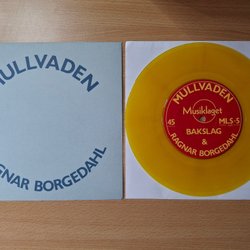 MULLVADEN
RAGNAR BORGEDAHL
MULLVADEN
Musiklaget
45
MLS-5
BAKSLAG
&
RAGNAR BORGEDAHL